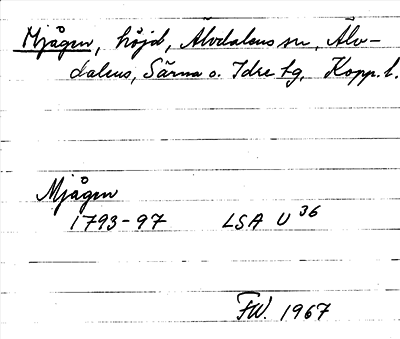 Mjågen, höjd, Älvdalens sn, Älv-
dalens, Särna o. Idre tg, Kopp. l.
Mjågen
1793-97 LSA U 36
FW. 1967